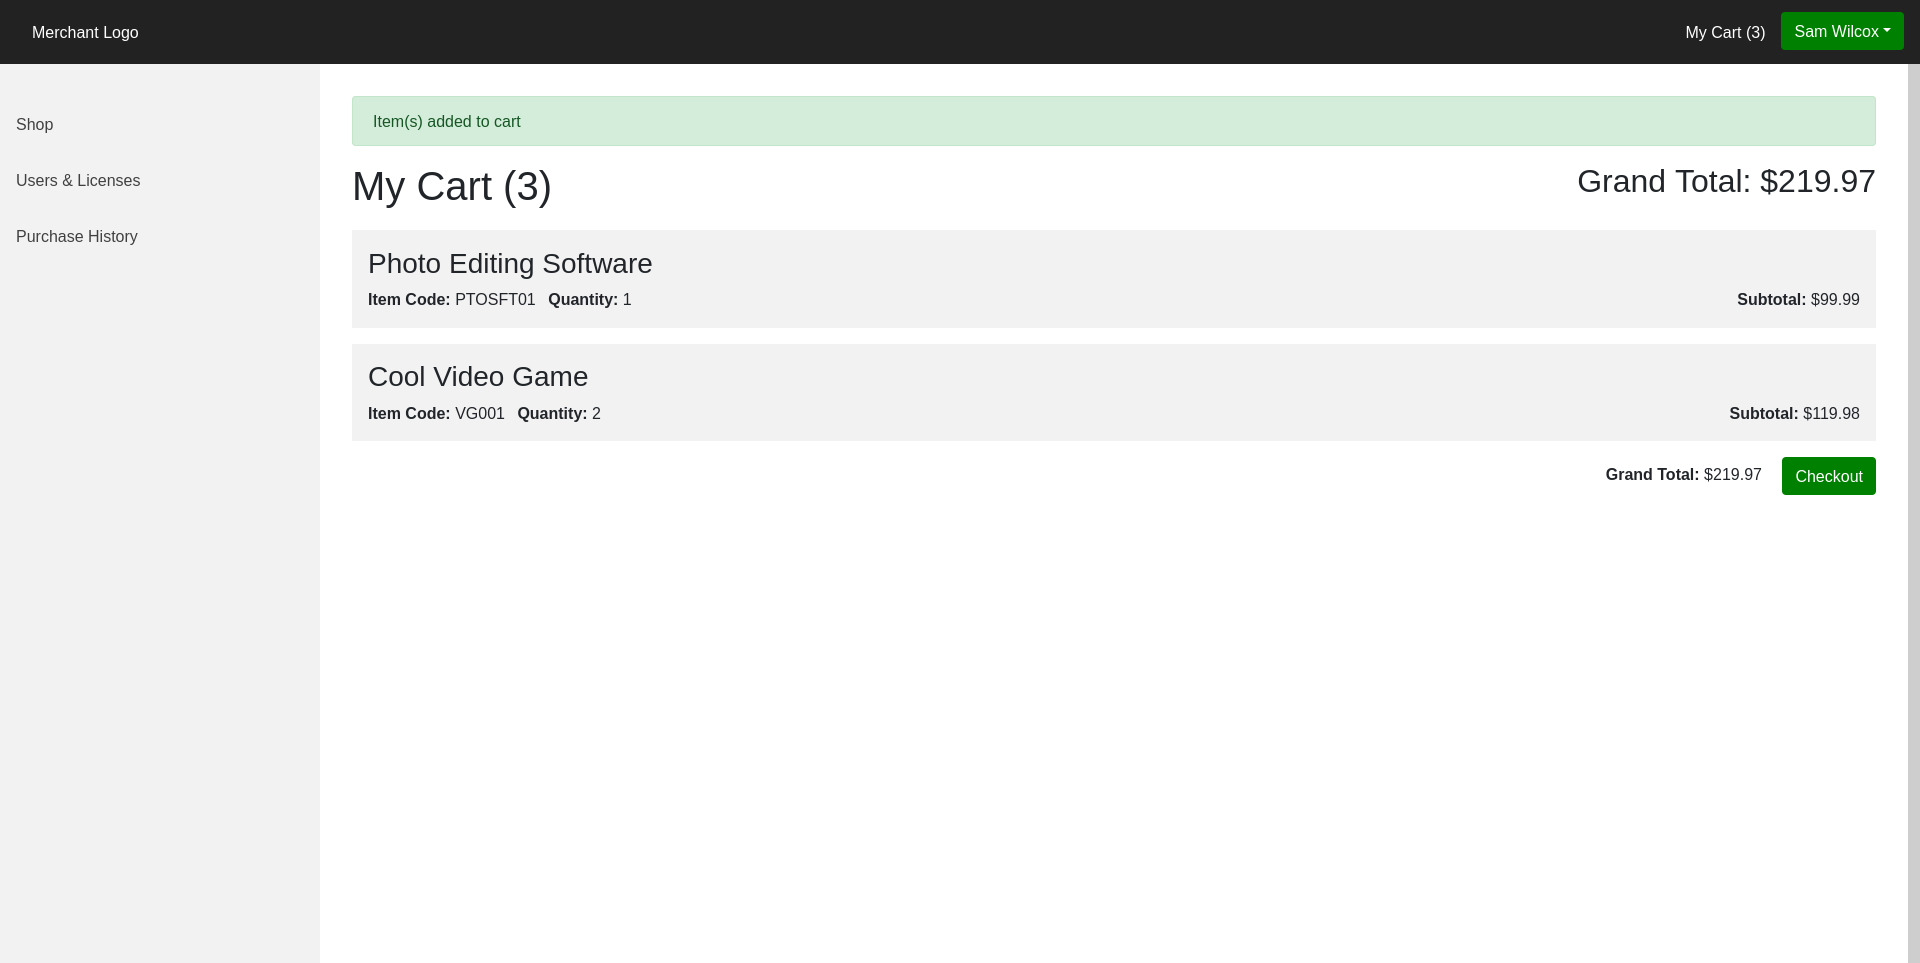 Merchant Logo
My Cart (3)
Sam Wilcox
Shop
Users & Licenses
Purchase History
Item(s) added to cart
My Cart (3)
Grand Total: $219.97
Photo Editing Software
Item Code: PTOSFT01 Quantity: 1
Subtotal: $99.99
Cool Video Game
Item Code: VG001 Quantity: 2
Subtotal: $119.98
Grand Total: $219.97
Checkout